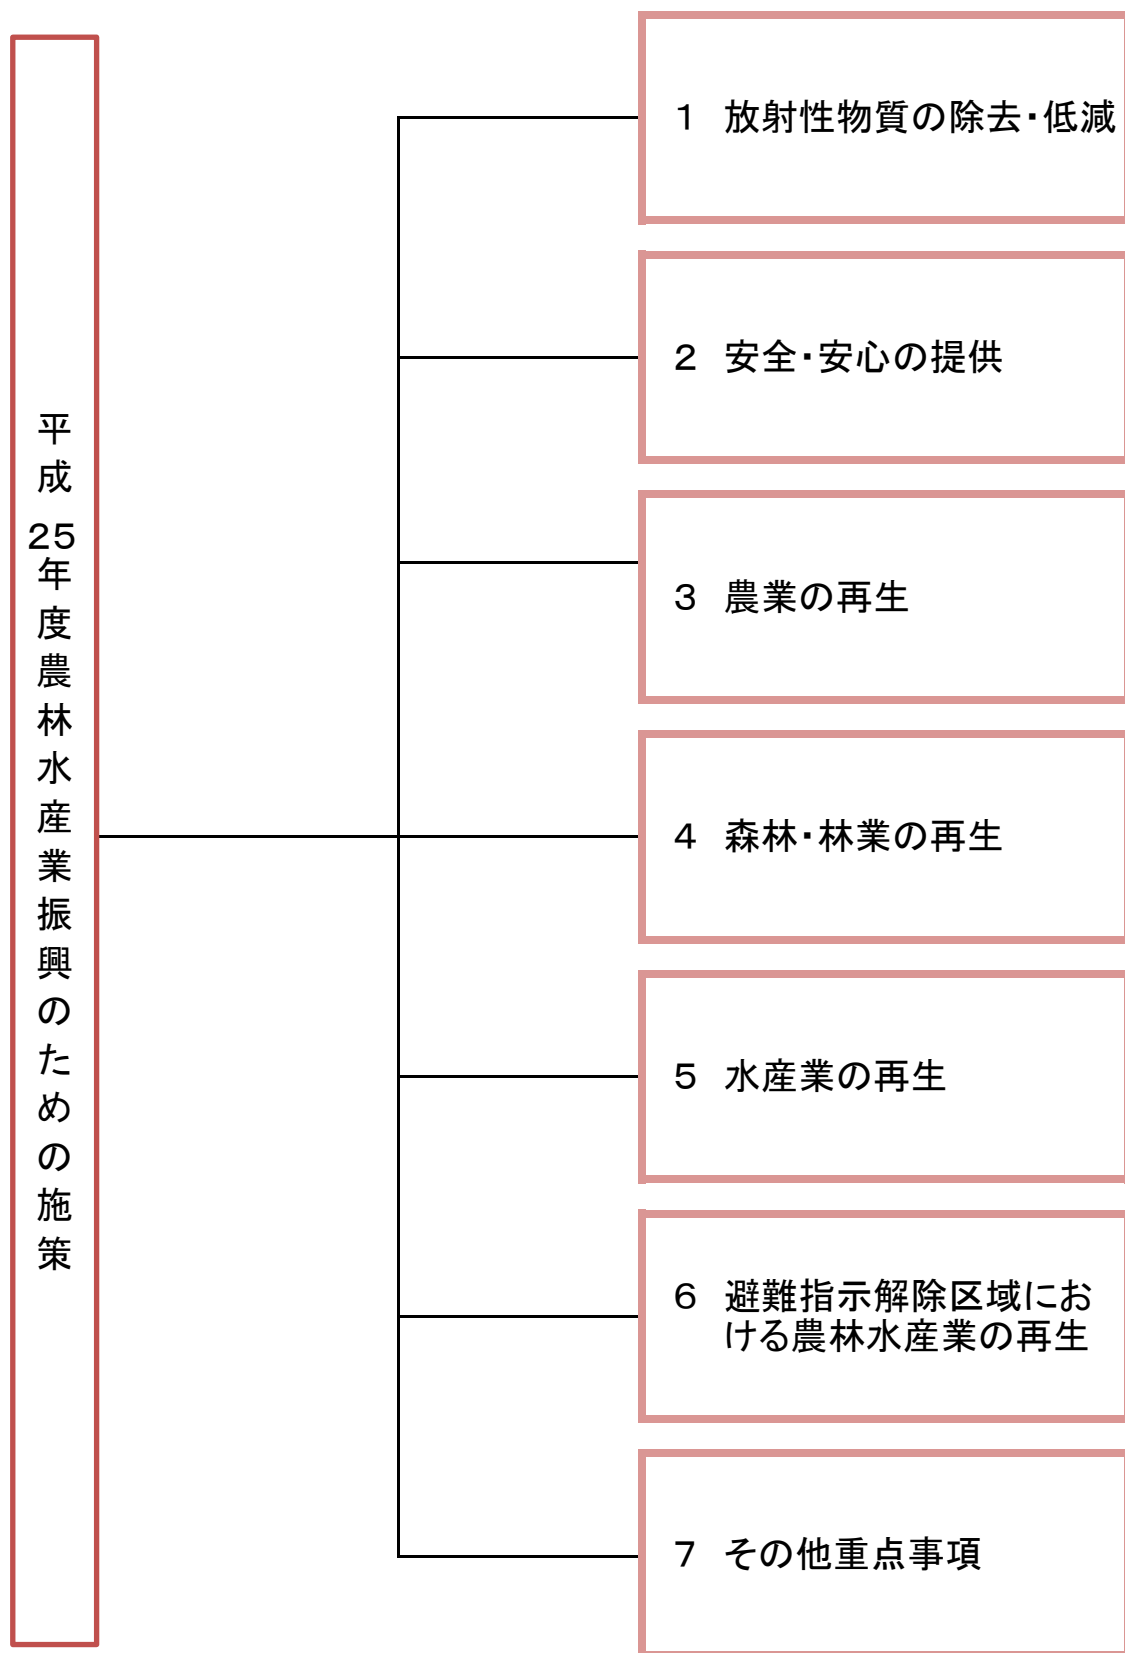 平成25年度農林水産業振興のための施策
1 放射性物質の除去・低減
2 安全・安心の提供
3 農業の再生
4 森林・林業の再生
5 水産業の再生
6 避難指示解除区域にお
ける農林水産業の再生
7 その他重点事項